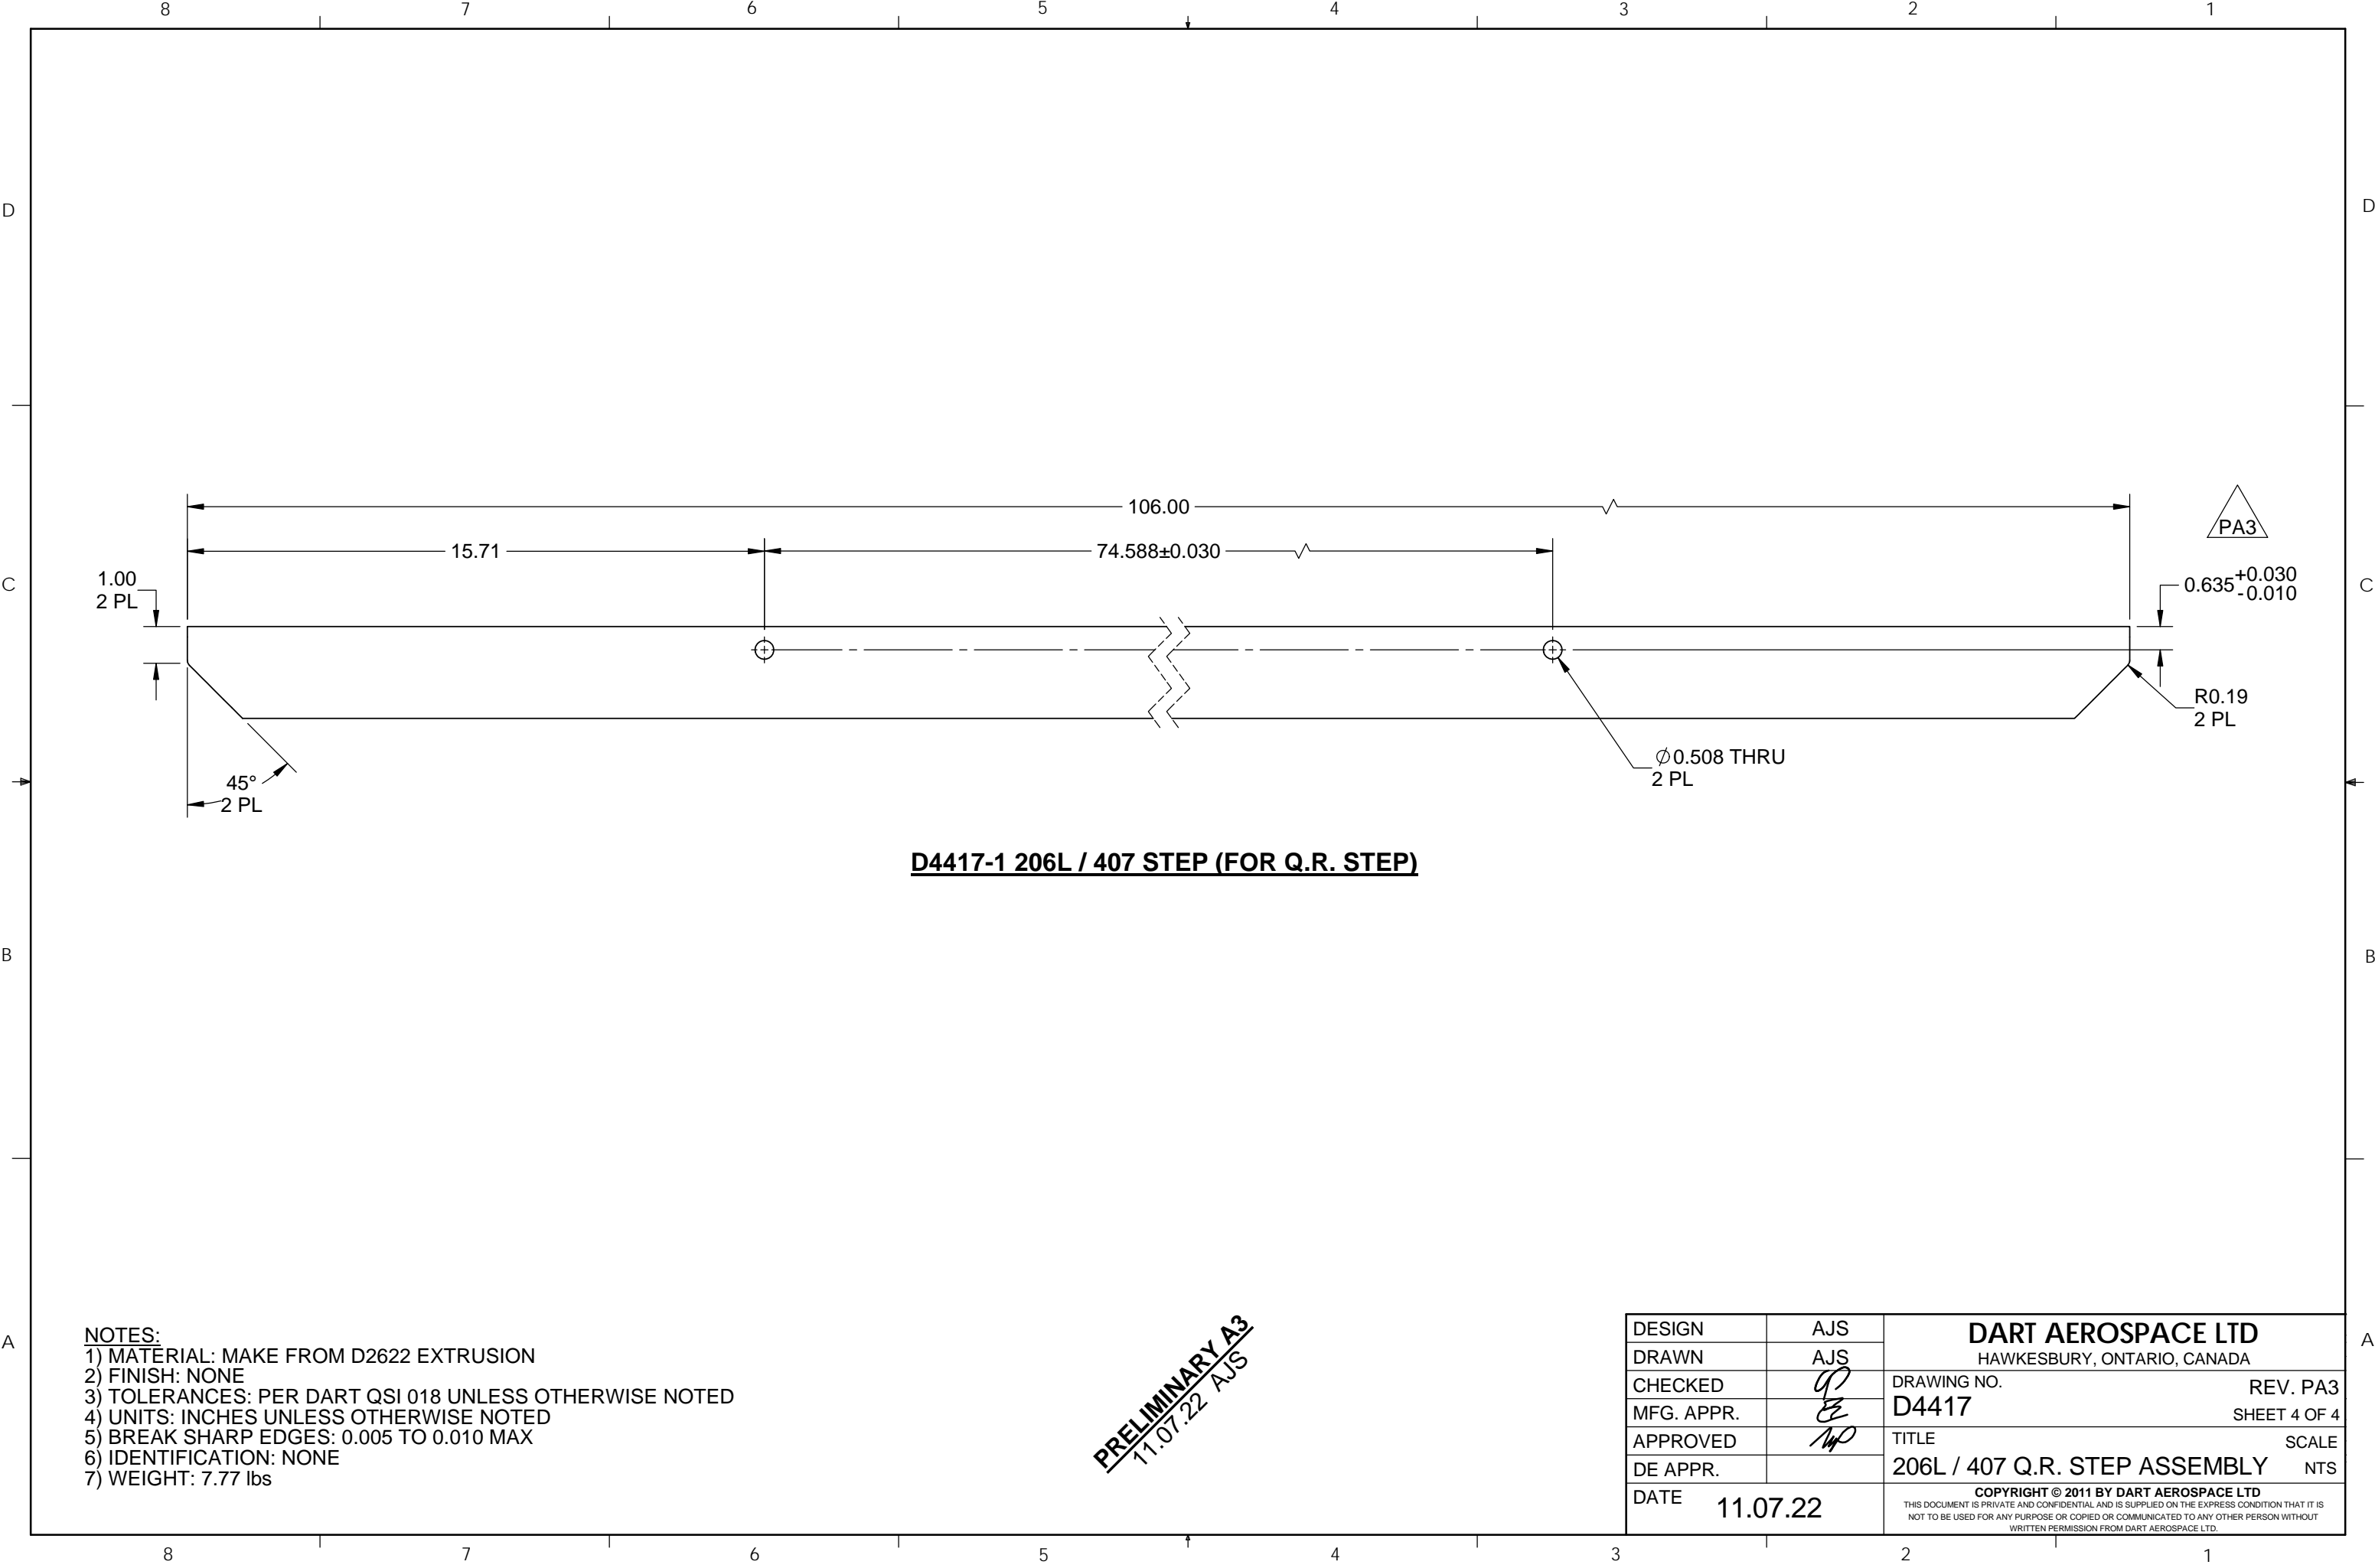 8 7 6 5 4 3 2 1
D D
106.00
PA3
15.71 74.588±0.030
1.00
2 PL
C C
0.635 +0.030
-0.010
R0.19
2 PL
Ø0.508 THRU
2 PL
45°
2 PL
D4417-1 206L / 407 STEP (FOR Q.R. STEP)
B B
A A
NOTES:
1) MATERIAL: MAKE FROM D2622 EXTRUSION
2) FINISH: NONE
3) TOLERANCES: PER DART QSI 018 UNLESS OTHERWISE NOTED
4) UNITS: INCHES UNLESS OTHERWISE NOTED
5) BREAK SHARP EDGES: 0.005 TO 0.010 MAX
6) IDENTIFICATION: NONE
7) WEIGHT: 7.77 lbs
PRELIMINARY A3
11.07.22 AJS
DESIGN AJS
DRAWN AJS
CHECKED
MFG. APPR.
APPROVED
DE APPR.
DATE 11.07.22
DART AEROSPACE LTD
HAWKESBURY, ONTARIO, CANADA
DRAWING NO. REV. PA3
D4417 SHEET 4 OF 4
TITLE SCALE
206L / 407 Q.R. STEP ASSEMBLY NTS
COPYRIGHT © 2011 BY DART AEROSPACE LTD
THIS DOCUMENT IS PRIVATE AND CONFIDENTIAL AND IS SUPPLIED ON THE EXPRESS CONDITION THAT IT IS
NOT TO BE USED FOR ANY PURPOSE OR COPIED OR COMMUNICATED TO ANY OTHER PERSON WITHOUT
WRITTEN PERMISSION FROM DART AEROSPACE LTD.
8 7 6 5 4 3 2 1